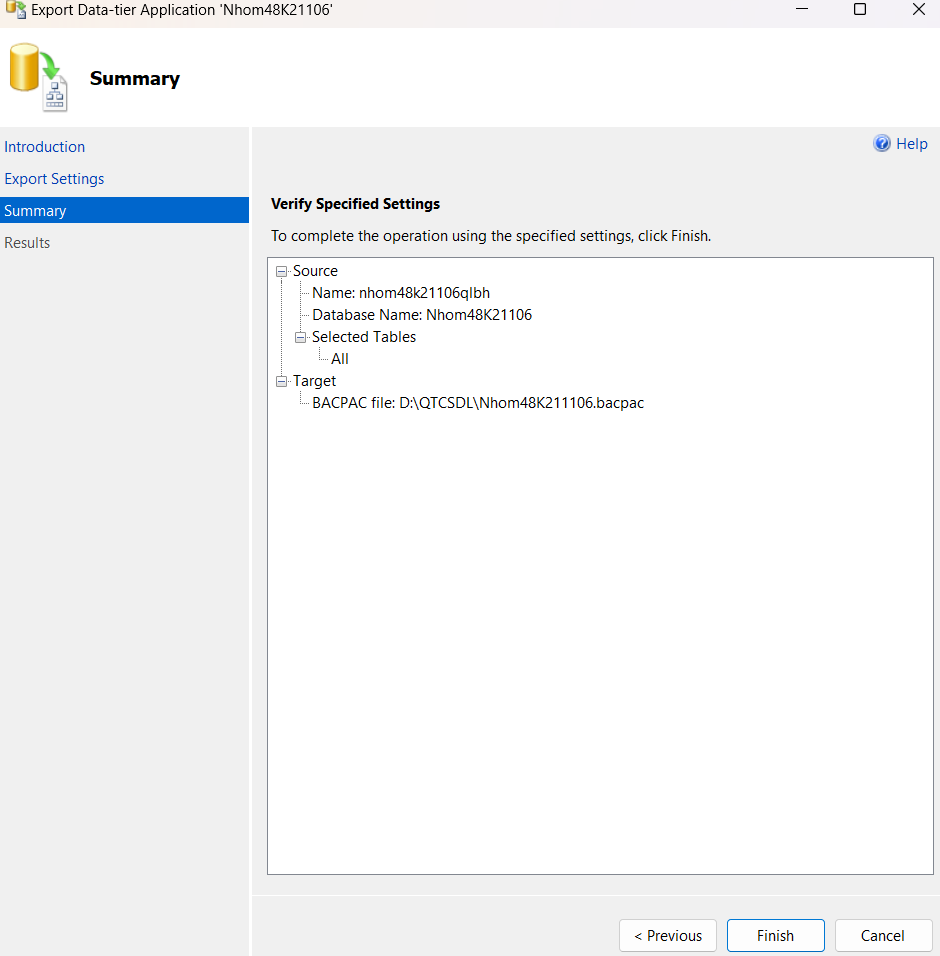 Export Data-tier Application 'Nhom48K21106'
Summary
Introduction
Export Settings
Summary
Results
Help
Verify Specified Settings
To complete the operation using the specified settings, click Finish.
Source
Name: nhom48k21106qlbh
Database Name: Nhom48K21106
Selected Tables
All
Target
BACPAC file: D:\QTCSDL\Nhom48K211106.bacpac
< Previous
Finish
Cancel